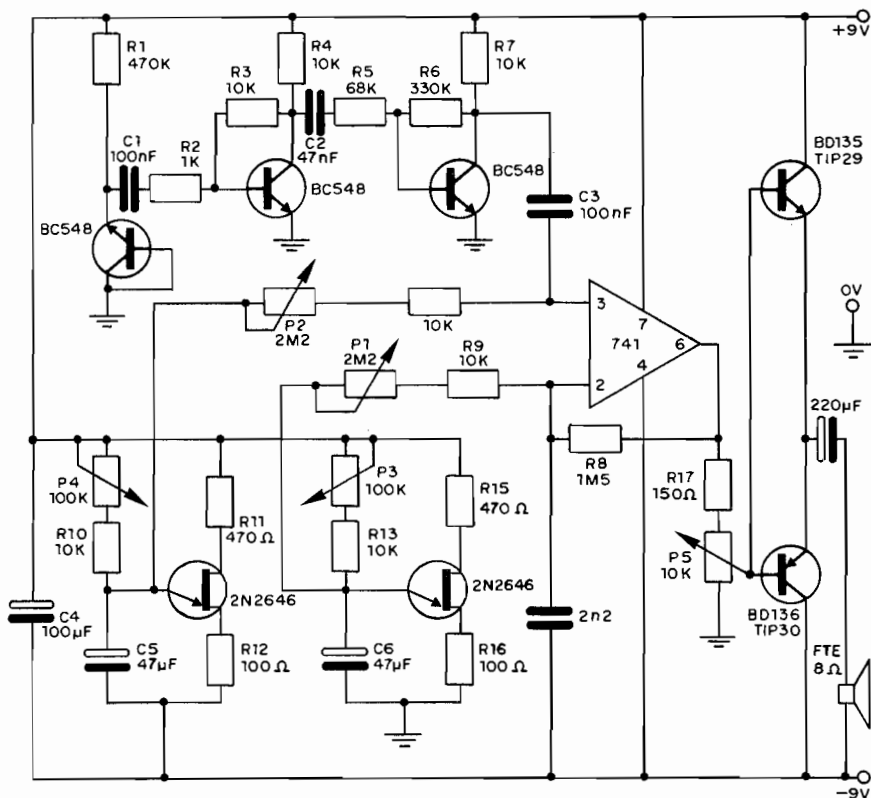 +9V
R1
470K
R4
10K
R3
10K
R5
68K
R6
330K
R7
10K
C1
100nF
R2
1K
C2
47nF
BC548
BC548
BC548
C3
100nF
BD135
TIP29
0V
P2
2M2
10K
3
7
741
6
4
2
P1
2M2
R9
10K
220µF
R8
1M5
P4
100K
R10
10K
R11
470Ω
P3
100K
R13
10K
R15
470Ω
R17
150Ω
P5
10K
2N2646
2N2646
C4
100µF
C5
47µF
R12
100Ω
C6
47µF
R16
100Ω
2n2
BD136
TIP30
FTE
8Ω
-9V